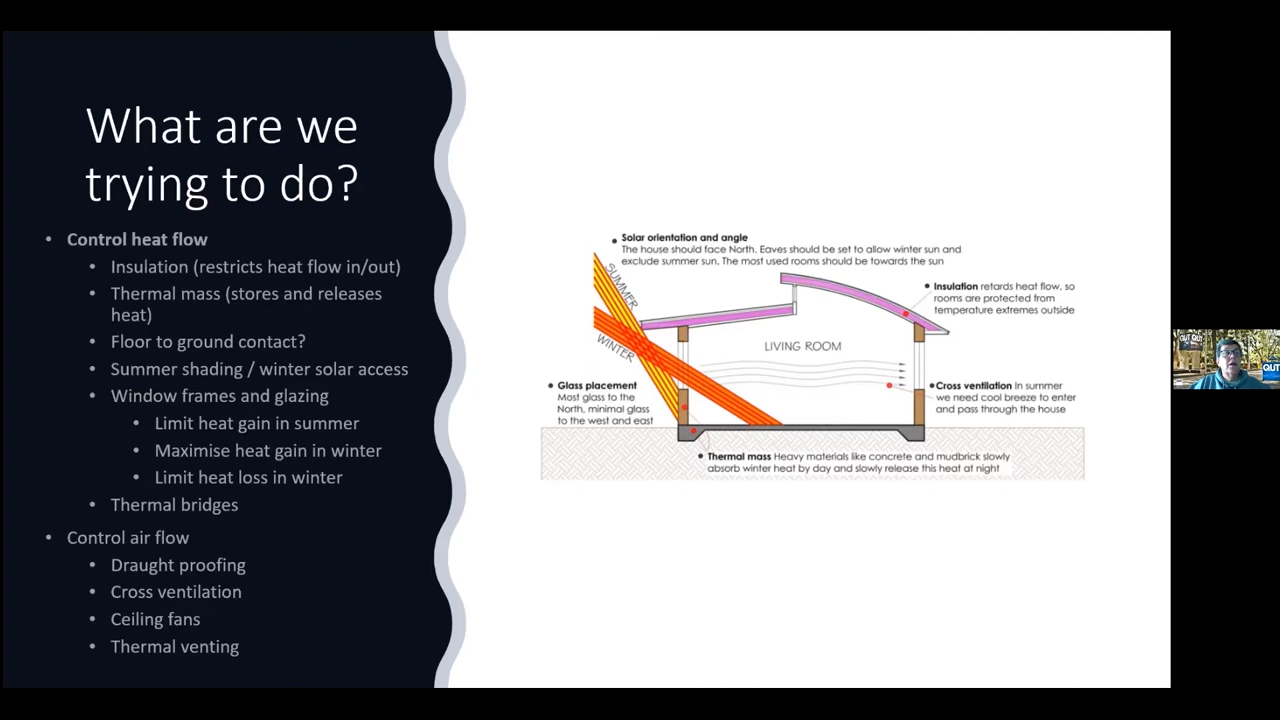 What are we
trying to do?
• Control heat flow
• Insulation (restricts heat flow in/out)
• Thermal mass (stores and releases
heat)
• Floor to ground contact?
• Summer shading / winter solar access
• Window frames and glazing
• Limit heat gain in summer
• Maximise heat gain in winter
• Limit heat loss in winter
• Thermal bridges
• Control air flow
• Draught proofing
• Cross ventilation
• Ceiling fans
• Thermal venting
• Solar orientation and angle
The house should face North. Eaves should be set to allow winter sun and
exclude summer sun. The most used rooms should be towards the sun
SUMMER
WINTER
• Insulation retards heat flow, so
rooms are protected from
temperature extremes outside
LIVING ROOM
• Glass placement
Most glass to the
North, minimal glass
to the west and east
• Cross ventilation In summer
we need cool breeze to enter
and pass through the house
• Thermal mass Heavy materials like concrete and mudbrick slowly
absorb winter heat by day and slowly release this heat at night
QUT QUT
QUT